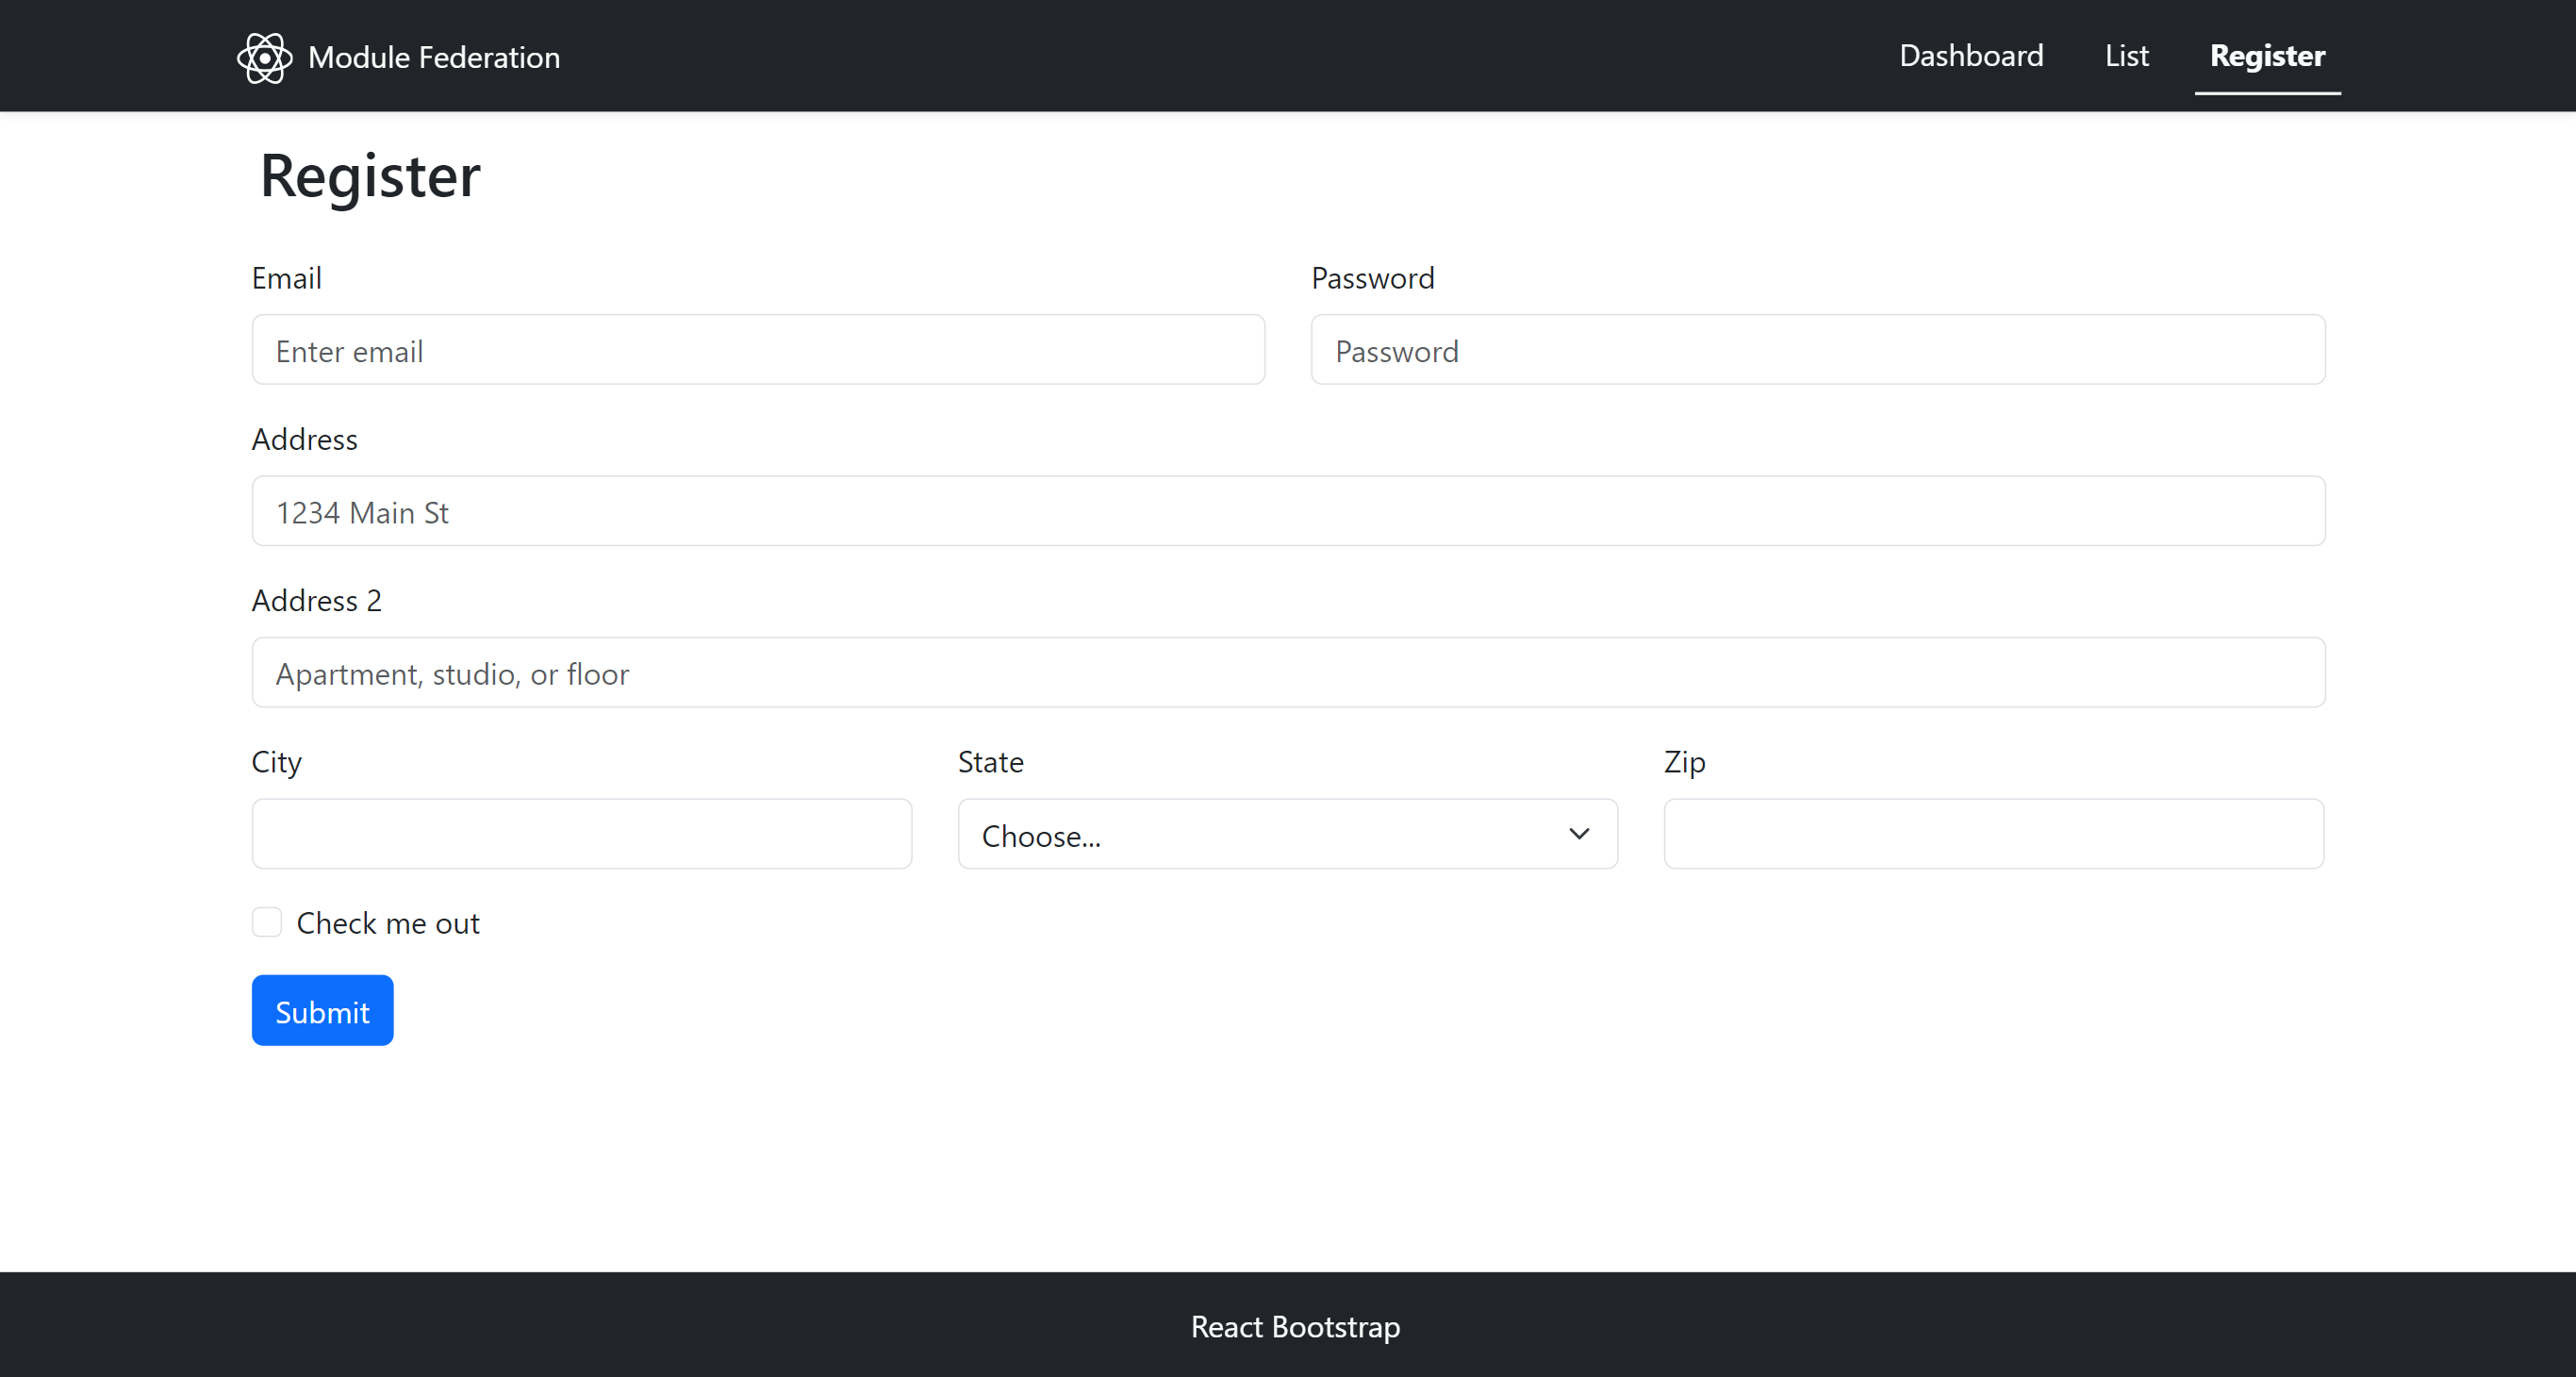 Module Federation
Dashboard List Register
Register
Email Password
Enter email Password
Address
1234 Main St
Address 2
Apartment, studio, or floor
City State Zip
Choose...
Check me out
Submit
React Bootstrap